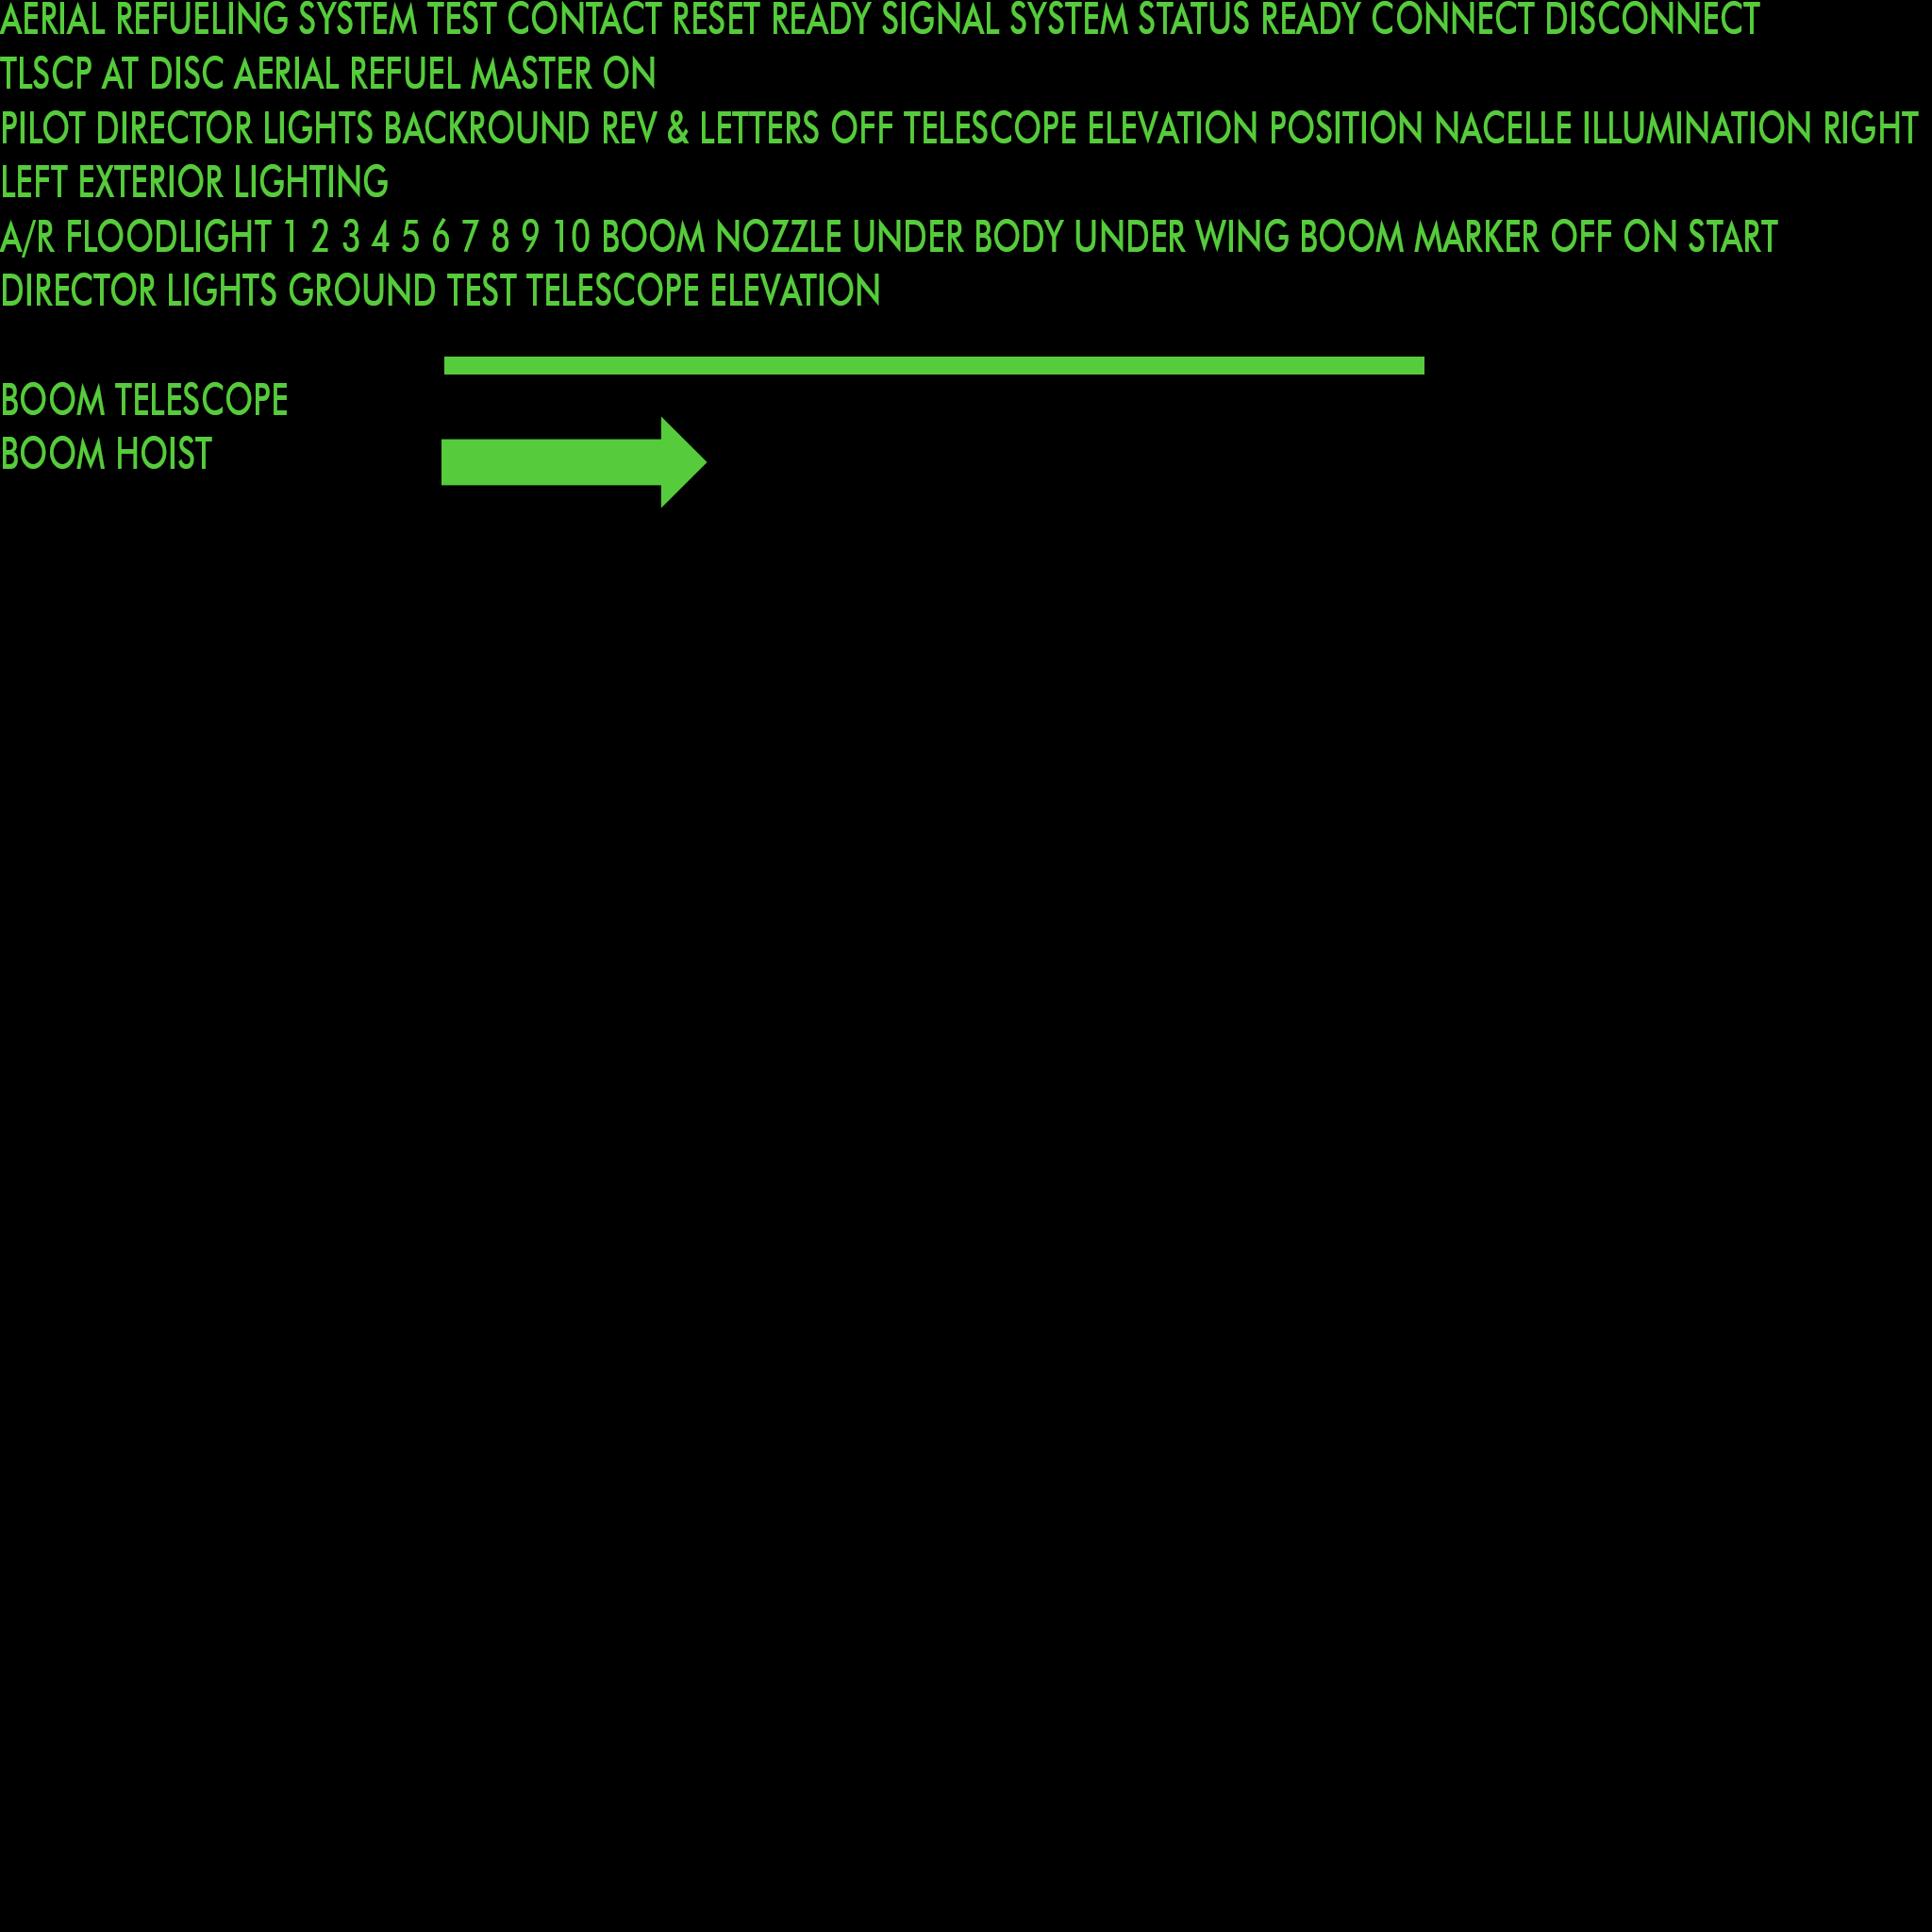 AERIAL REFUELING SYSTEM TEST CONTACT RESET READY SIGNAL SYSTEM STATUS READY CONNECT DISCONNECT
TLSCP AT DISC AERIAL REFUEL MASTER ON
PILOT DIRECTOR LIGHTS BACKROUND REV & LETTERS OFF TELESCOPE ELEVATION POSITION NACELLE ILLUMINATION RIGHT
LEFT EXTERIOR LIGHTING
A/R FLOODLIGHT 1 2 3 4 5 6 7 8 9 10 BOOM NOZZLE UNDER BODY UNDER WING BOOM MARKER OFF ON START
DIRECTOR LIGHTS GROUND TEST TELESCOPE ELEVATION
BOOM TELESCOPE
BOOM HOIST